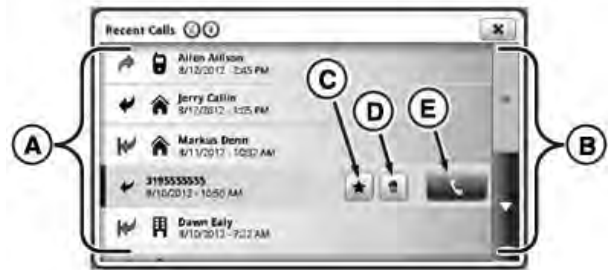 Recent Calls
Allen Allison
8/12/2012 - 2:45 PM
Jerry Callin
8/12/2012 - 1:05 PM
Markus Denn
8/11/2012 - 10:02 AM
3195555555
8/10/2012 - 10:50 AM
Dawn Ealy
8/10/2012 - 7:22 AM
A
B
C
D
E